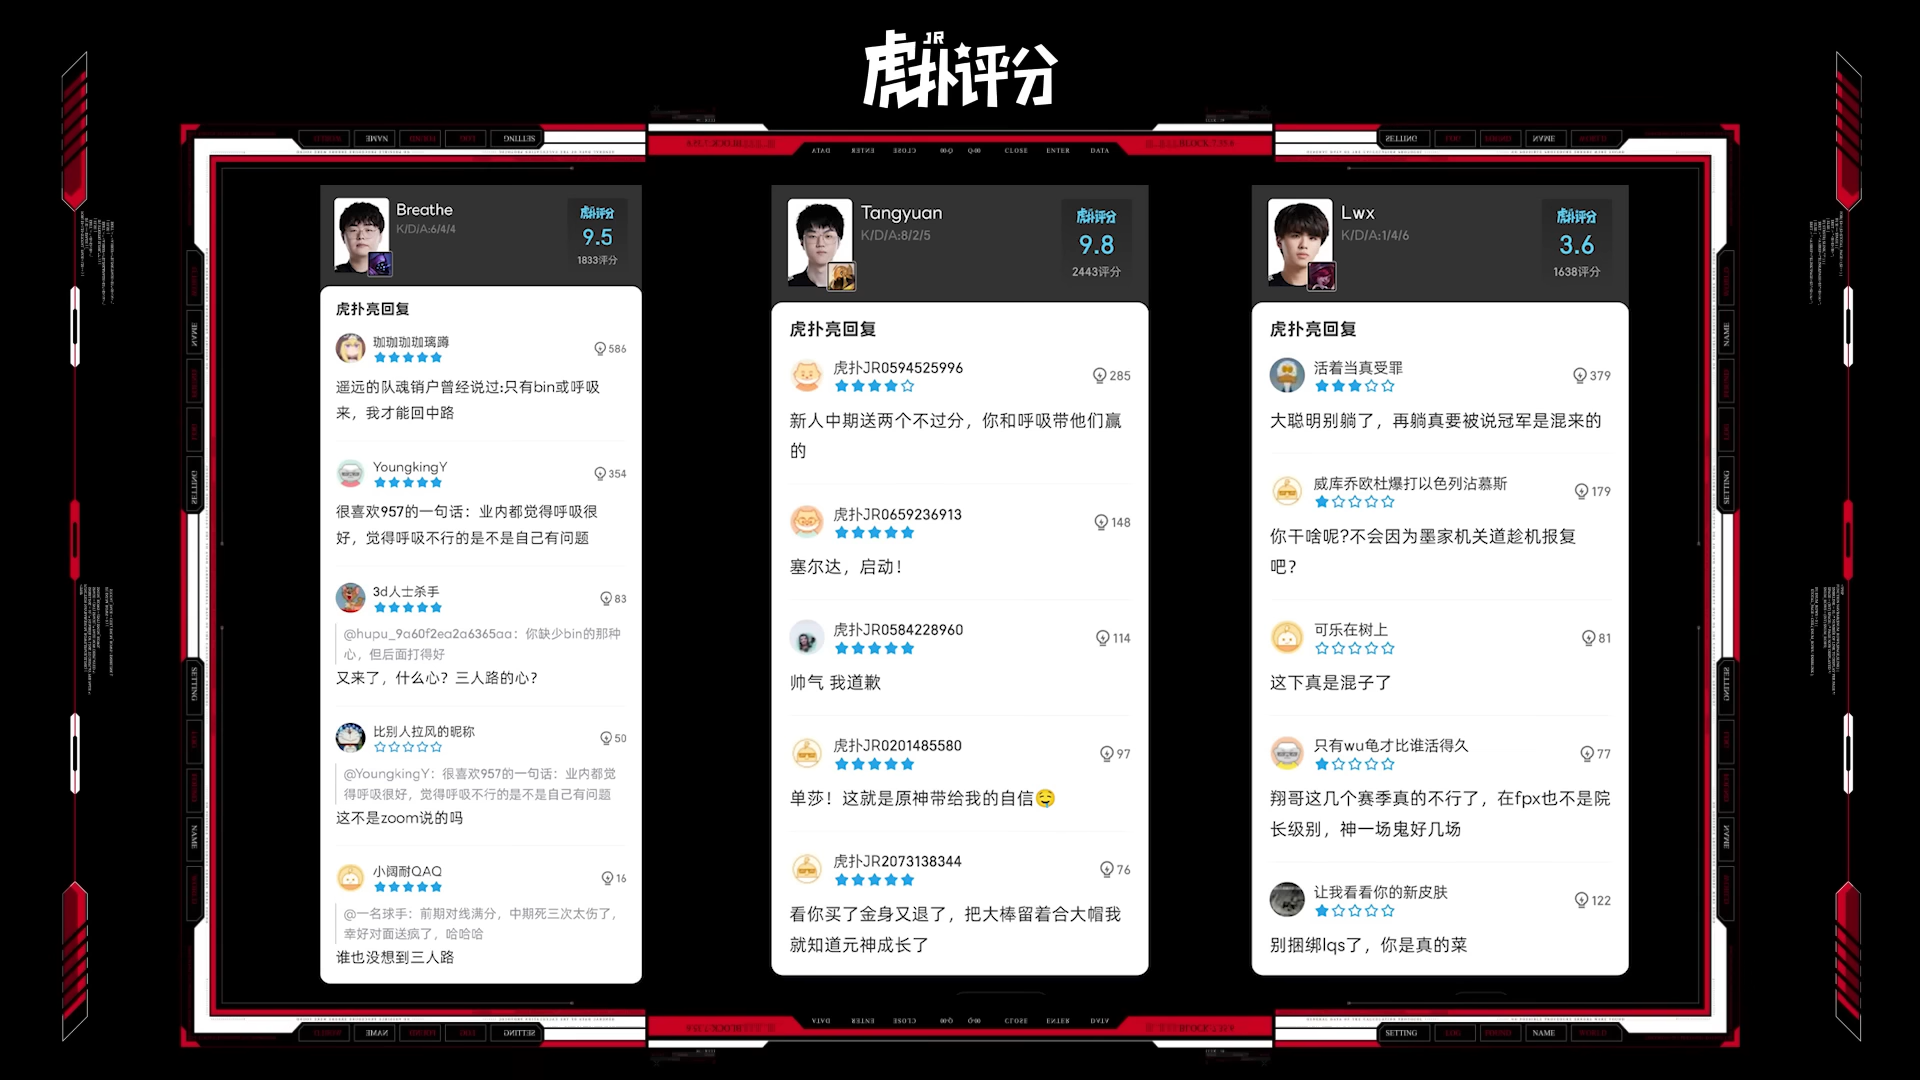 JR
虎扑评分
SETTING
NAME
DATA
ENTER
CLOSE
CLOSE
ENTER
DATA
SETTING
NAME
Breathe
K/D/A:6/4/4
虎扑评分
9.5
1833评分
虎扑亮回复
珈珈珈珈璃蹲
586
遥远的队魂销户曾经说过:只有bin或呼吸
来，我才能回中路
YoungkingY
354
很喜欢957的一句话：业内都觉得呼吸很
好，觉得呼吸不行的是不是自己有问题
3d人士杀手
83
@hupu_9a60f2ea2a6365aa：你缺少bin的那种
心，但后面打得好
又来了，什么心？三人路的心？
比别人拉风的昵称
50
@YoungkingY：很喜欢957的一句话：业内都觉
得呼吸很好，觉得呼吸不行的是不是自己有问题
这不是zoom说的吗
小阔耐QAQ
16
@一名球手：前期对线满分，中期死三次太伤了，
幸好对面送疯了，哈哈哈
谁也没想到三人路
Tangyuan
K/D/A:8/2/5
虎扑评分
9.8
2443评分
虎扑亮回复
虎扑JR0594525996
285
新人中期送两个不过分，你和呼吸带他们赢
的
虎扑JR0659236913
148
塞尔达，启动！
虎扑JR0584228960
114
帅气 我道歉
虎扑JR0201485580
97
单莎！这就是原神带给我的自信🤤
虎扑JR2073138344
76
看你买了金身又退了，把大棒留着合大帽我
就知道元神成长了
Lwx
K/D/A:1/4/6
虎扑评分
3.6
1638评分
虎扑亮回复
活着当真受罪
379
大聪明别躺了，再躺真要被说冠军是混来的
威库乔欧杜爆打以色列沾慕斯
179
你干啥呢?不会因为墨家机关道趁机报复
吧？
可乐在树上
81
这下真是混子了
只有wu龟才比谁活得久
77
翔哥这几个赛季真的不行了，在fpx也不是院
长级别，神一场鬼好几场
让我看看你的新皮肤
122
别捆绑lqs了，你是真的菜
SETTING
NAME
DATA
ENTER
CLOSE
CLOSE
ENTER
DATA
SETTING
NAME